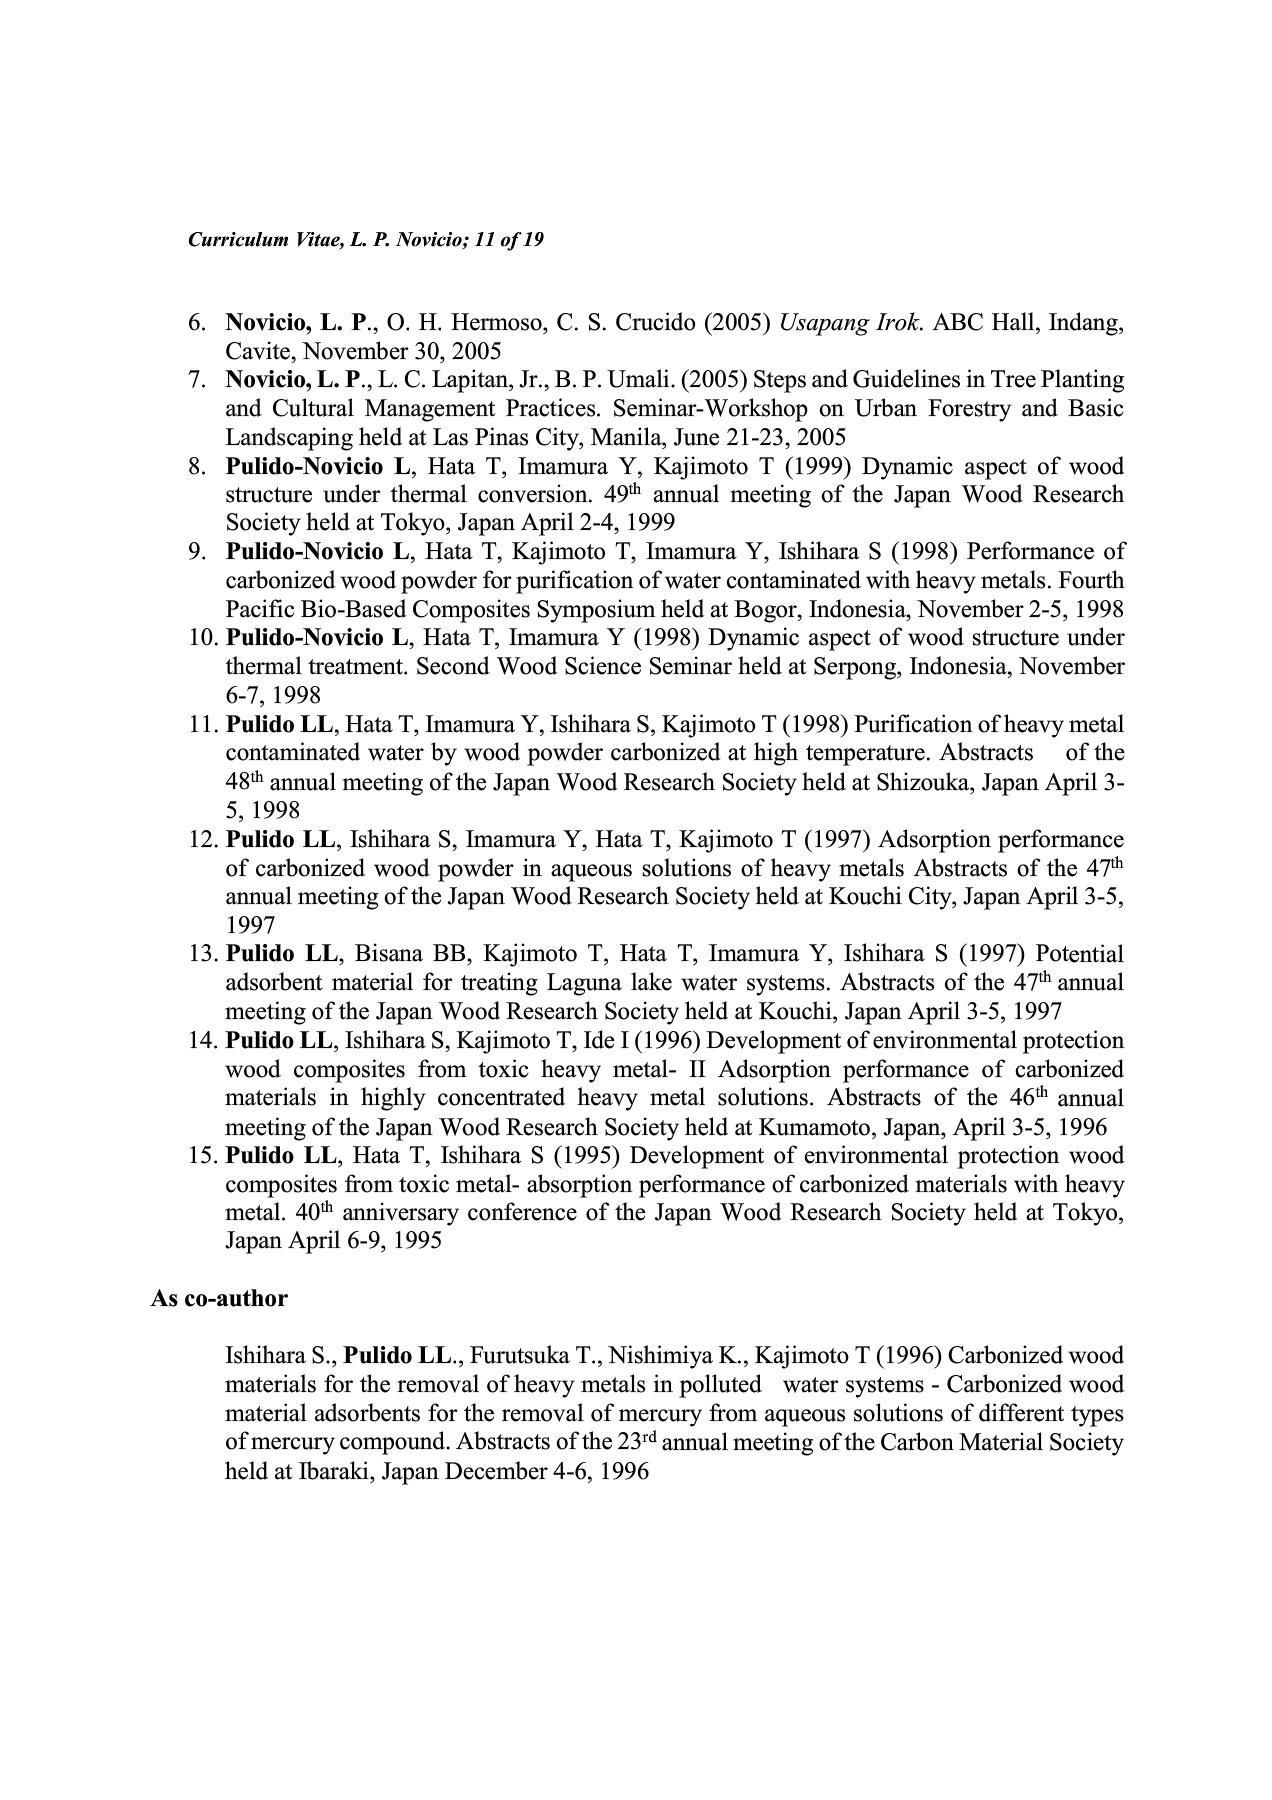 Curriculum Vitae, L. P. Novicio; 11 of 19
6. Novicio, L. P., O. H. Hermoso, C. S. Crucido (2005) Usapang Irok. ABC Hall, Indang,
Cavite, November 30, 2005
7. Novicio, L. P., L. C. Lapitan, Jr., B. P. Umali. (2005) Steps and Guidelines in Tree Planting
and Cultural Management Practices. Seminar-Workshop on Urban Forestry and Basic
Landscaping held at Las Pinas City, Manila, June 21-23, 2005
8. Pulido-Novicio L, Hata T, Imamura Y, Kajimoto T (1999) Dynamic aspect of wood
structure under thermal conversion. 49th annual meeting of the Japan Wood Research
Society held at Tokyo, Japan April 2-4, 1999
9. Pulido-Novicio L, Hata T, Kajimoto T, Imamura Y, Ishihara S (1998) Performance of
carbonized wood powder for purification of water contaminated with heavy metals. Fourth
Pacific Bio-Based Composites Symposium held at Bogor, Indonesia, November 2-5, 1998
10. Pulido-Novicio L, Hata T, Imamura Y (1998) Dynamic aspect of wood structure under
thermal treatment. Second Wood Science Seminar held at Serpong, Indonesia, November
6-7, 1998
11. Pulido LL, Hata T, Imamura Y, Ishihara S, Kajimoto T (1998) Purification of heavy metal
contaminated water by wood powder carbonized at high temperature. Abstracts of the
48th annual meeting of the Japan Wood Research Society held at Shizouka, Japan April 3-
5, 1998
12. Pulido LL, Ishihara S, Imamura Y, Hata T, Kajimoto T (1997) Adsorption performance
of carbonized wood powder in aqueous solutions of heavy metals Abstracts of the 47th
annual meeting of the Japan Wood Research Society held at Kouchi City, Japan April 3-5,
1997
13. Pulido LL, Bisana BB, Kajimoto T, Hata T, Imamura Y, Ishihara S (1997) Potential
adsorbent material for treating Laguna lake water systems. Abstracts of the 47th annual
meeting of the Japan Wood Research Society held at Kouchi, Japan April 3-5, 1997
14. Pulido LL, Ishihara S, Kajimoto T, Ide I (1996) Development of environmental protection
wood composites from toxic heavy metal- II Adsorption performance of carbonized
materials in highly concentrated heavy metal solutions. Abstracts of the 46th annual
meeting of the Japan Wood Research Society held at Kumamoto, Japan, April 3-5, 1996
15. Pulido LL, Hata T, Ishihara S (1995) Development of environmental protection wood
composites from toxic metal- absorption performance of carbonized materials with heavy
metal. 40th anniversary conference of the Japan Wood Research Society held at Tokyo,
Japan April 6-9, 1995
As co-author
Ishihara S., Pulido LL., Furutsuka T., Nishimiya K., Kajimoto T (1996) Carbonized wood
materials for the removal of heavy metals in polluted water systems - Carbonized wood
material adsorbents for the removal of mercury from aqueous solutions of different types
of mercury compound. Abstracts of the 23rd annual meeting of the Carbon Material Society
held at Ibaraki, Japan December 4-6, 1996